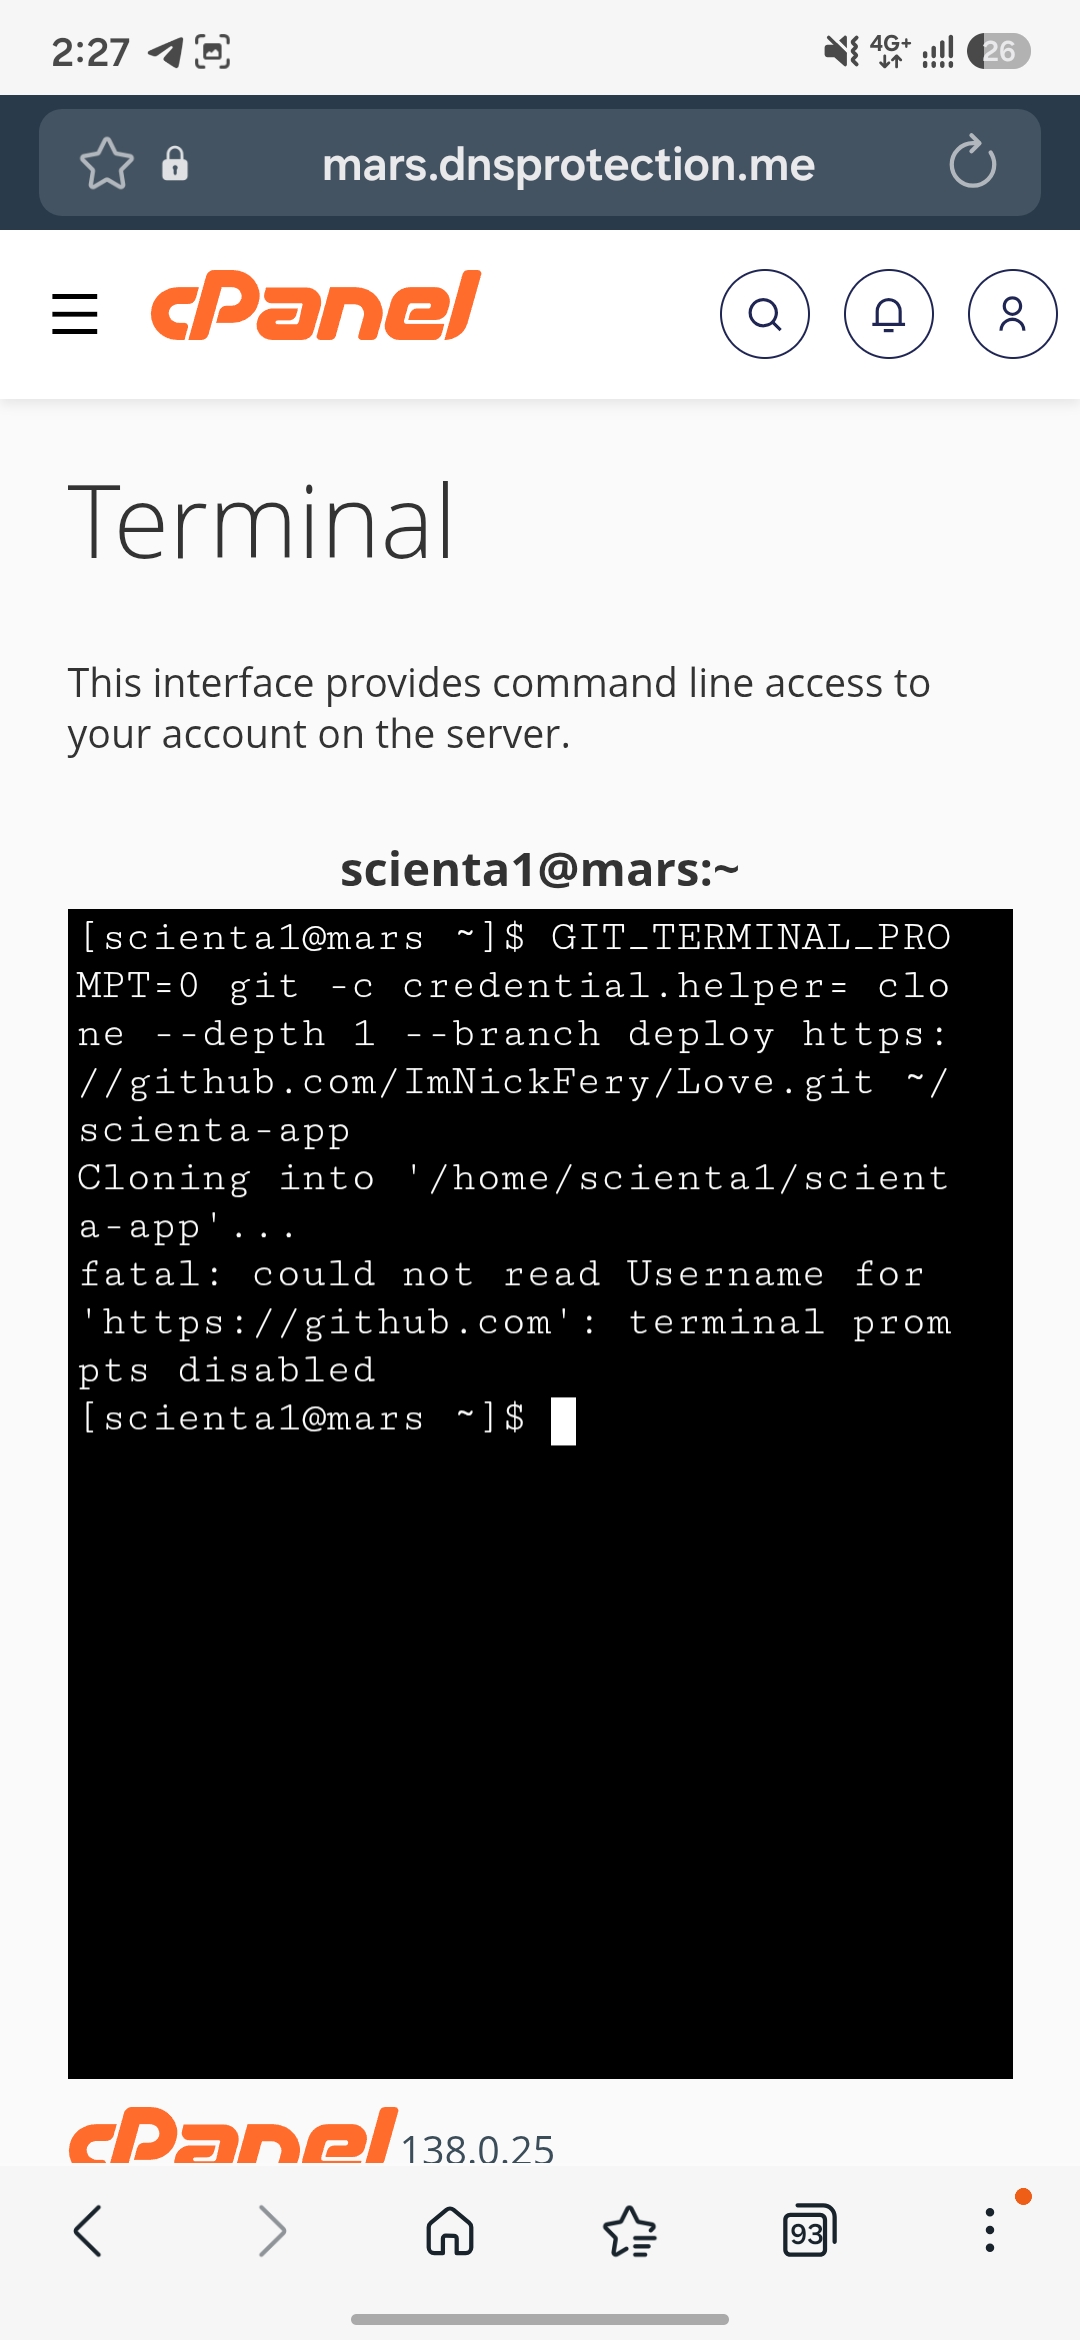 2:27
4G+
26
mars.dnsprotection.me
cPanel
Terminal
This interface provides command line access to
your account on the server.
scienta1@mars:~
[scienta1@mars ~]$ GIT_TERMINAL_PRO
MPT=0 git -c credential.helper= clo
ne --depth 1 --branch deploy https:
//github.com/ImNickFery/Love.git ~/
scienta-app
Cloning into '/home/scienta1/scient
a-app'...
fatal: could not read Username for
'https://github.com': terminal prom
pts disabled
[scienta1@mars ~]$
cPanel 138.0.25
93